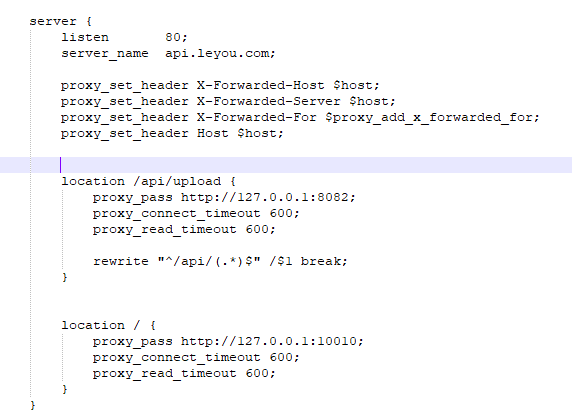 server {
    listen       80;
    server_name  api.leyou.com;
    proxy_set_header X-Forwarded-Host $host;
    proxy_set_header X-Forwarded-Server $host;
    proxy_set_header X-Forwarded-For $proxy_add_x_forwarded_for;
    proxy_set_header Host $host;
    location /api/upload {
        proxy_pass http://127.0.0.1:8082;
        proxy_connect_timeout 600;
        proxy_read_timeout 600;
        rewrite "^/api/(.*)$" /$1 break;
    }
    location / {
        proxy_pass http://127.0.0.1:10010;
        proxy_connect_timeout 600;
        proxy_read_timeout 600;
    }
}